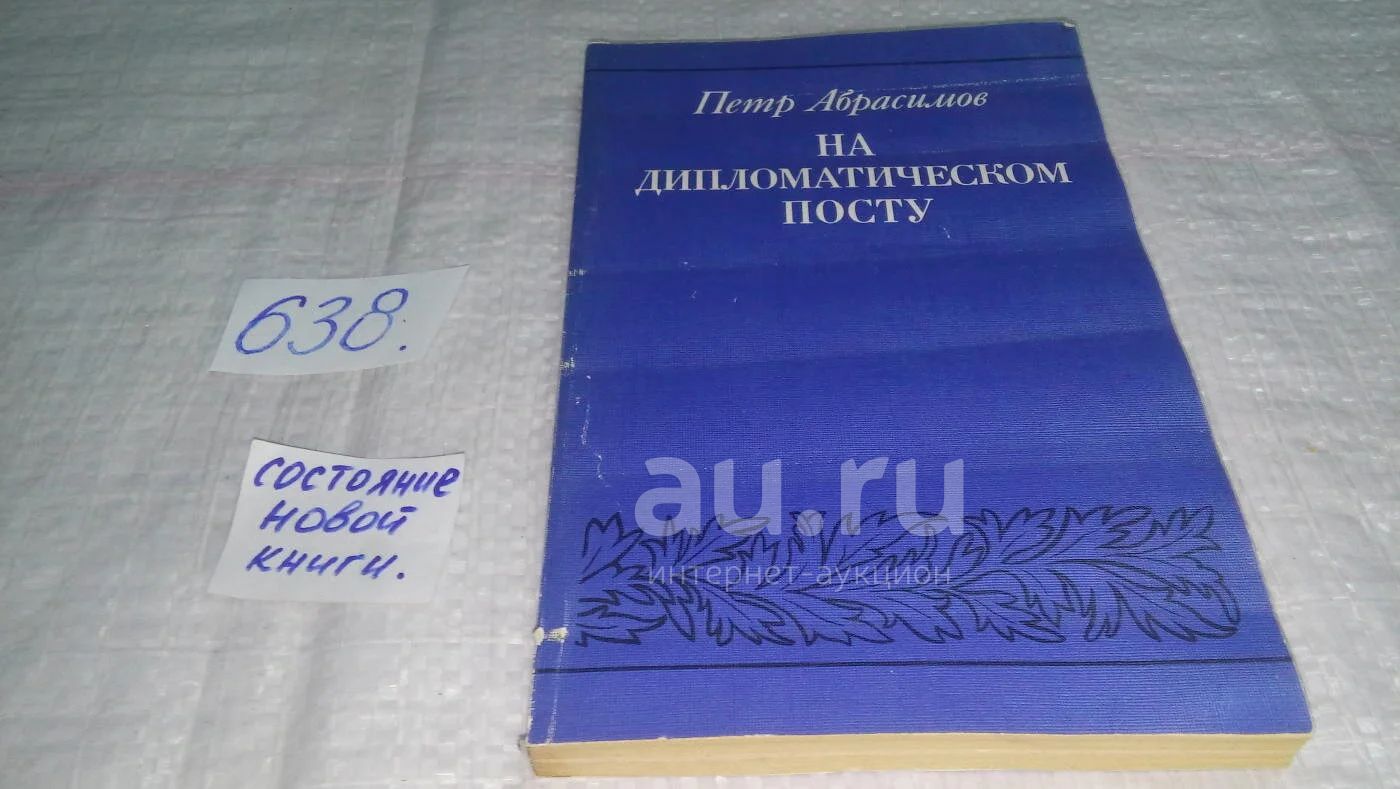 Петр Абрасимов
НА
ДИПЛОМАТИЧЕСКОМ
ПОСТУ
638.
состояние
новой
книги.
au.ru
интернет-аукцион